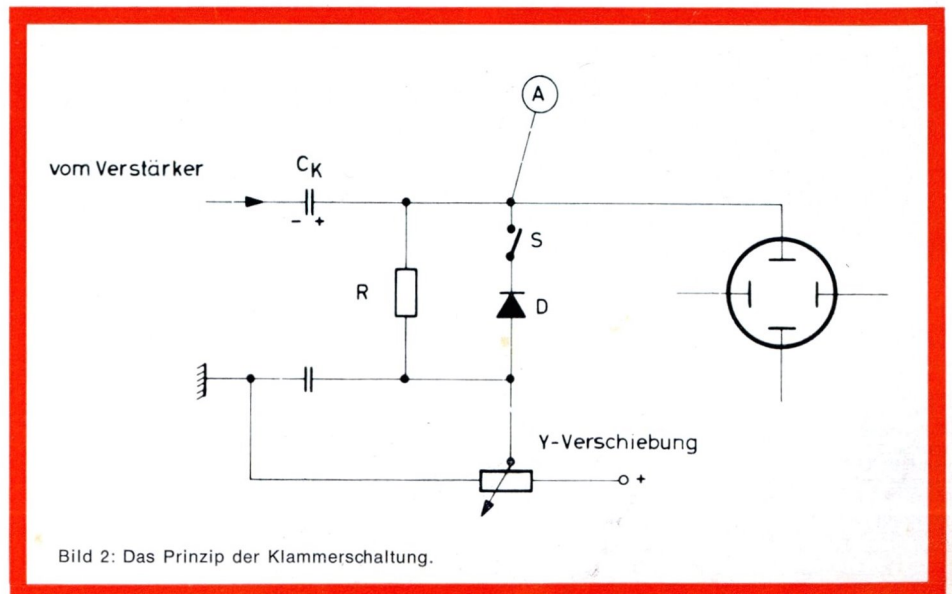 A
vom Verstärker
C_K
- +
S
R
D
Y-Verschiebung
+
Bild 2: Das Prinzip der Klammerschaltung.